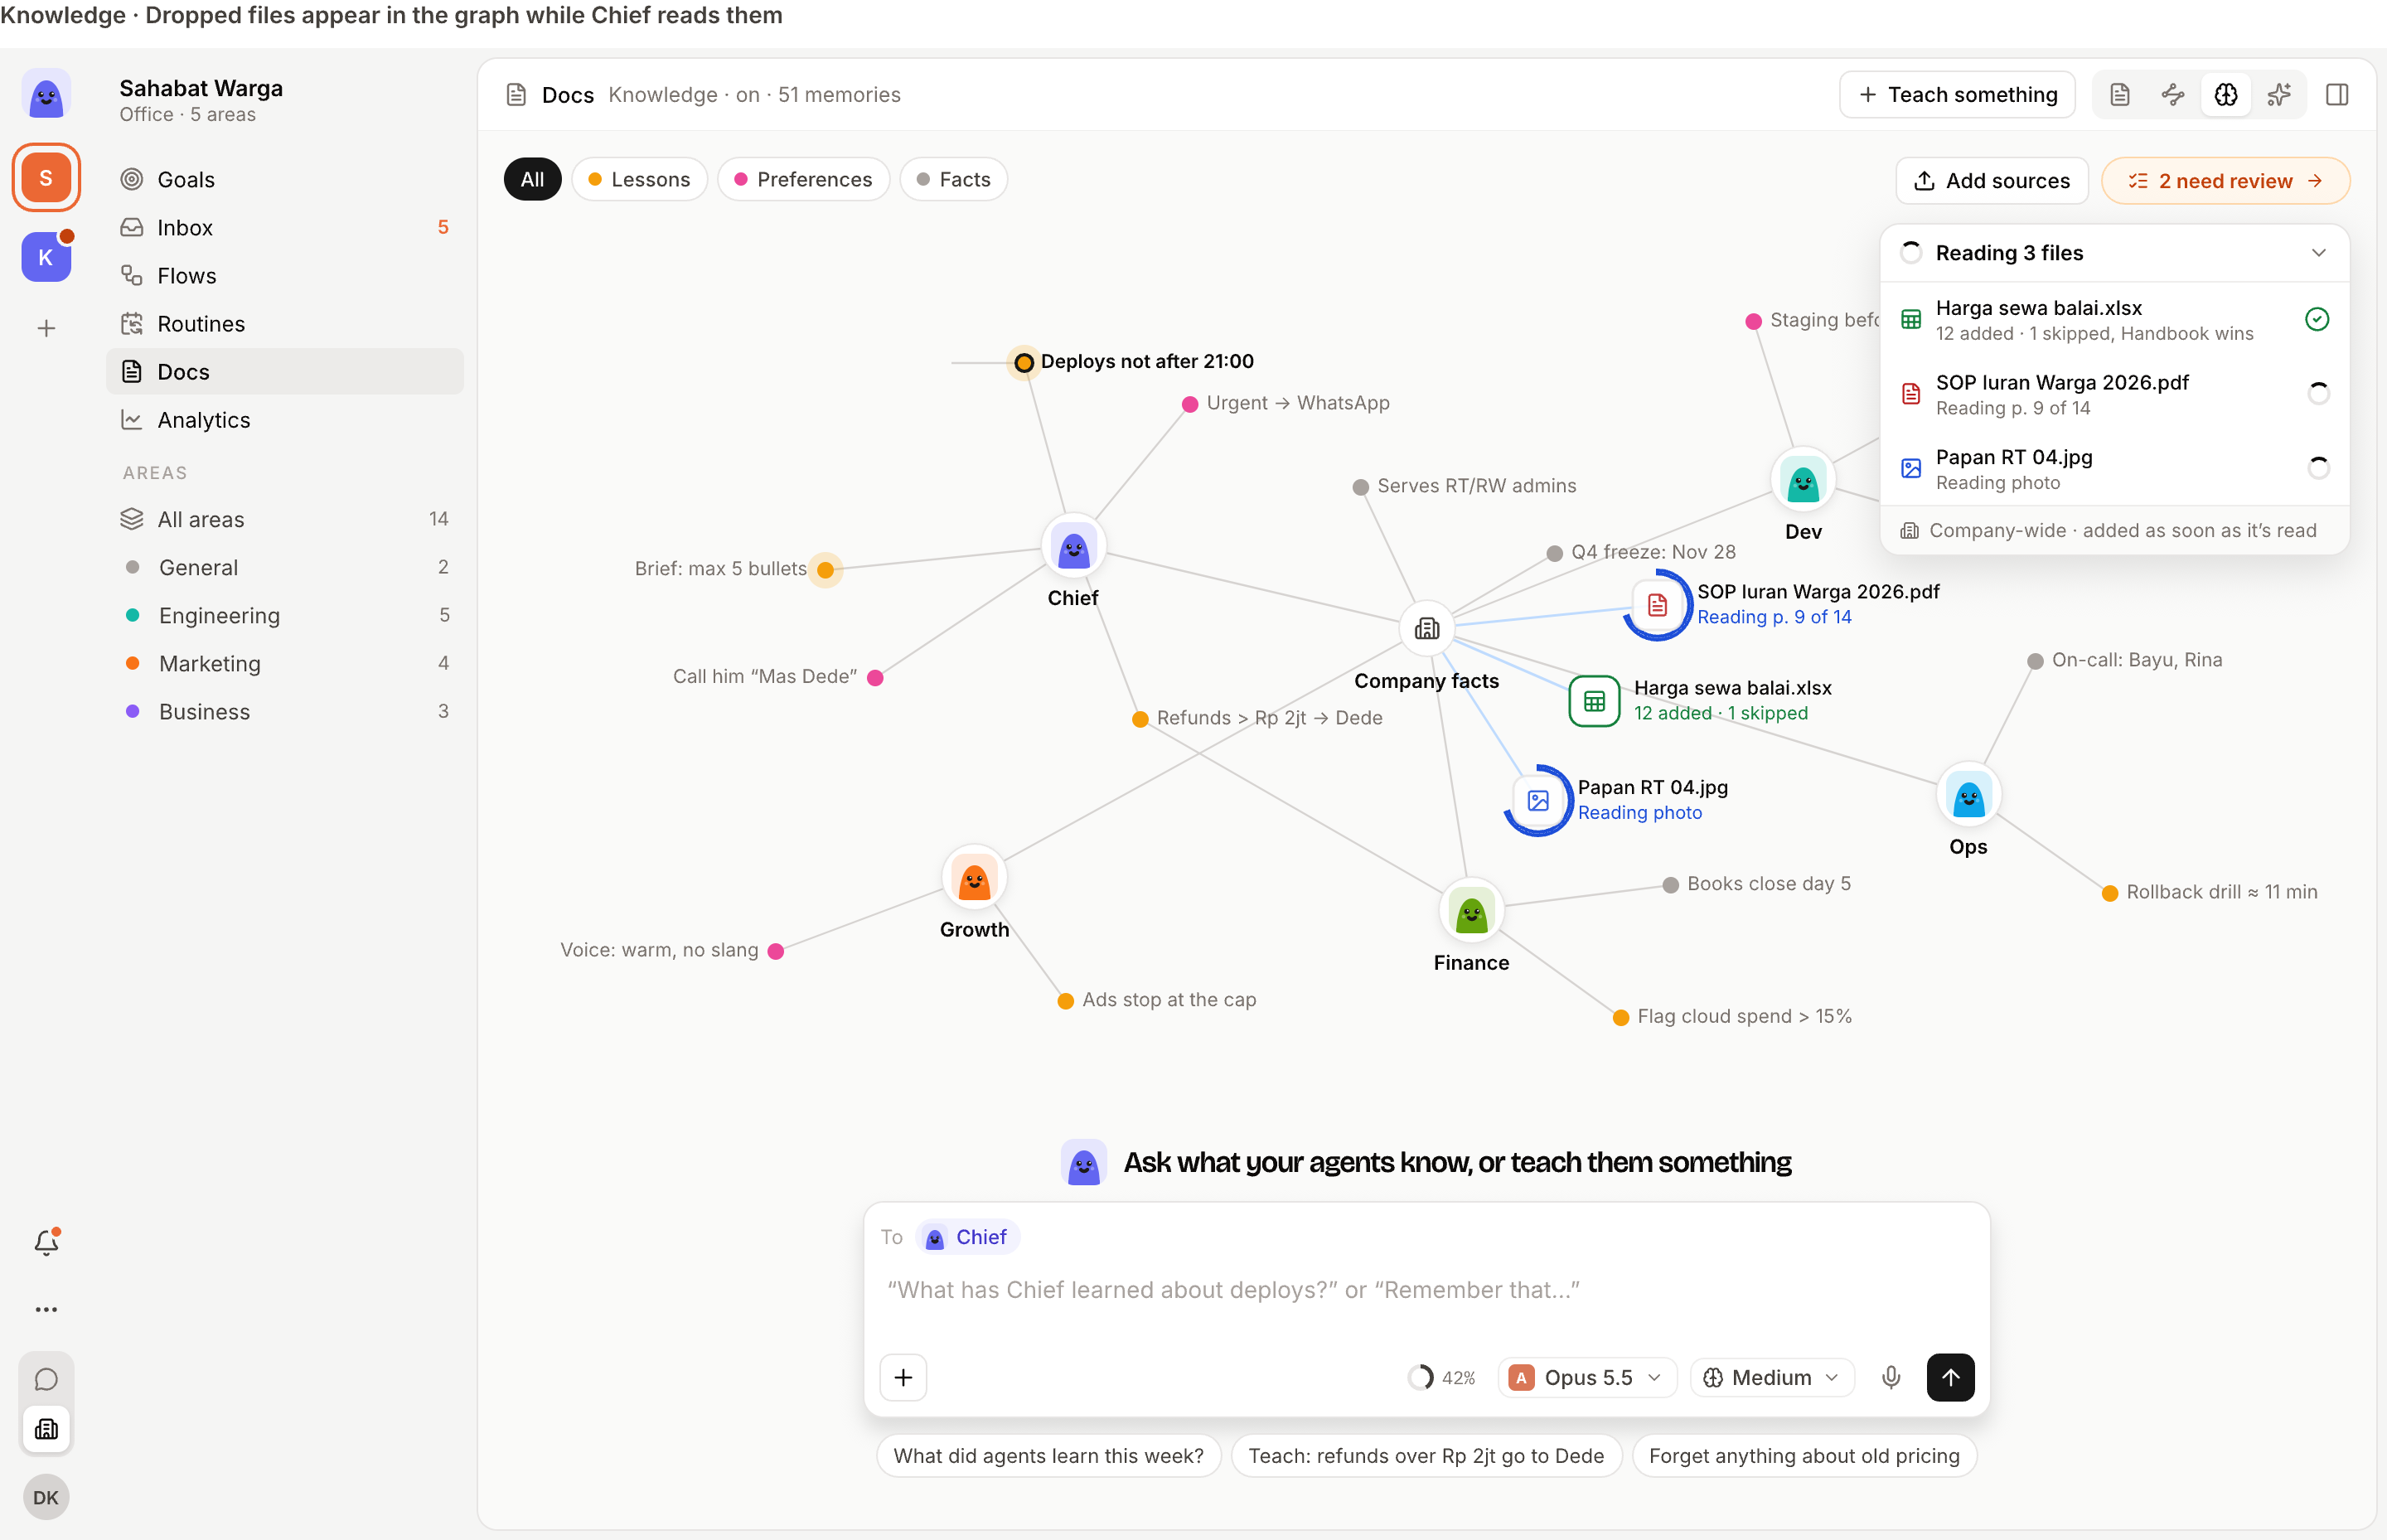 Knowledge · Dropped files appear in the graph while Chief reads them
Sahabat Warga
Office · 5 areas
S
K
Goals
Inbox 5
Flows
Routines
Docs
Analytics
AREAS
All areas 14
General 2
Engineering 5
Marketing 4
Business 3
DK
Docs Knowledge · on · 51 memories
Teach something
All
Lessons
Preferences
Facts
Add sources
2 need review →
Reading 3 files
Harga sewa balai.xlsx
12 added · 1 skipped, Handbook wins
SOP Iuran Warga 2026.pdf
Reading p. 9 of 14
Papan RT 04.jpg
Reading photo
Company-wide · added as soon as it’s read
Staging befo
Deploys not after 21:00
Urgent → WhatsApp
Serves RT/RW admins
Dev
Q4 freeze: Nov 28
Brief: max 5 bullets
Chief
SOP Iuran Warga 2026.pdf
Reading p. 9 of 14
Company facts
Call him “Mas Dede”
On-call: Bayu, Rina
Harga sewa balai.xlsx
12 added · 1 skipped
Refunds > Rp 2jt → Dede
Papan RT 04.jpg
Reading photo
Ops
Books close day 5
Rollback drill ≈ 11 min
Growth
Voice: warm, no slang
Finance
Ads stop at the cap
Flag cloud spend > 15%
Ask what your agents know, or teach them something
To Chief
“What has Chief learned about deploys?” or “Remember that…”
42%
A Opus 5.5
Medium
What did agents learn this week?
Teach: refunds over Rp 2jt go to Dede
Forget anything about old pricing